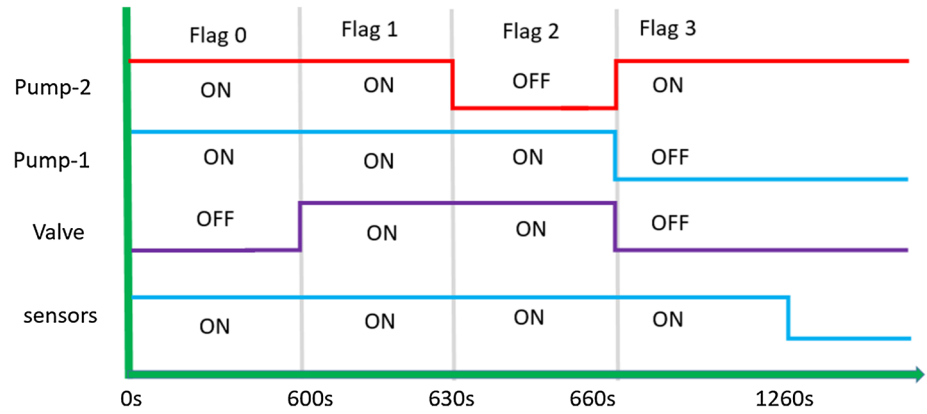 Flag 0
Flag 1
Flag 2
Flag 3
Pump-2
ON
ON
OFF
ON
Pump-1
ON
ON
ON
OFF
Valve
OFF
ON
ON
OFF
sensors
ON
ON
ON
ON
0s
600s
630s
660s
1260s